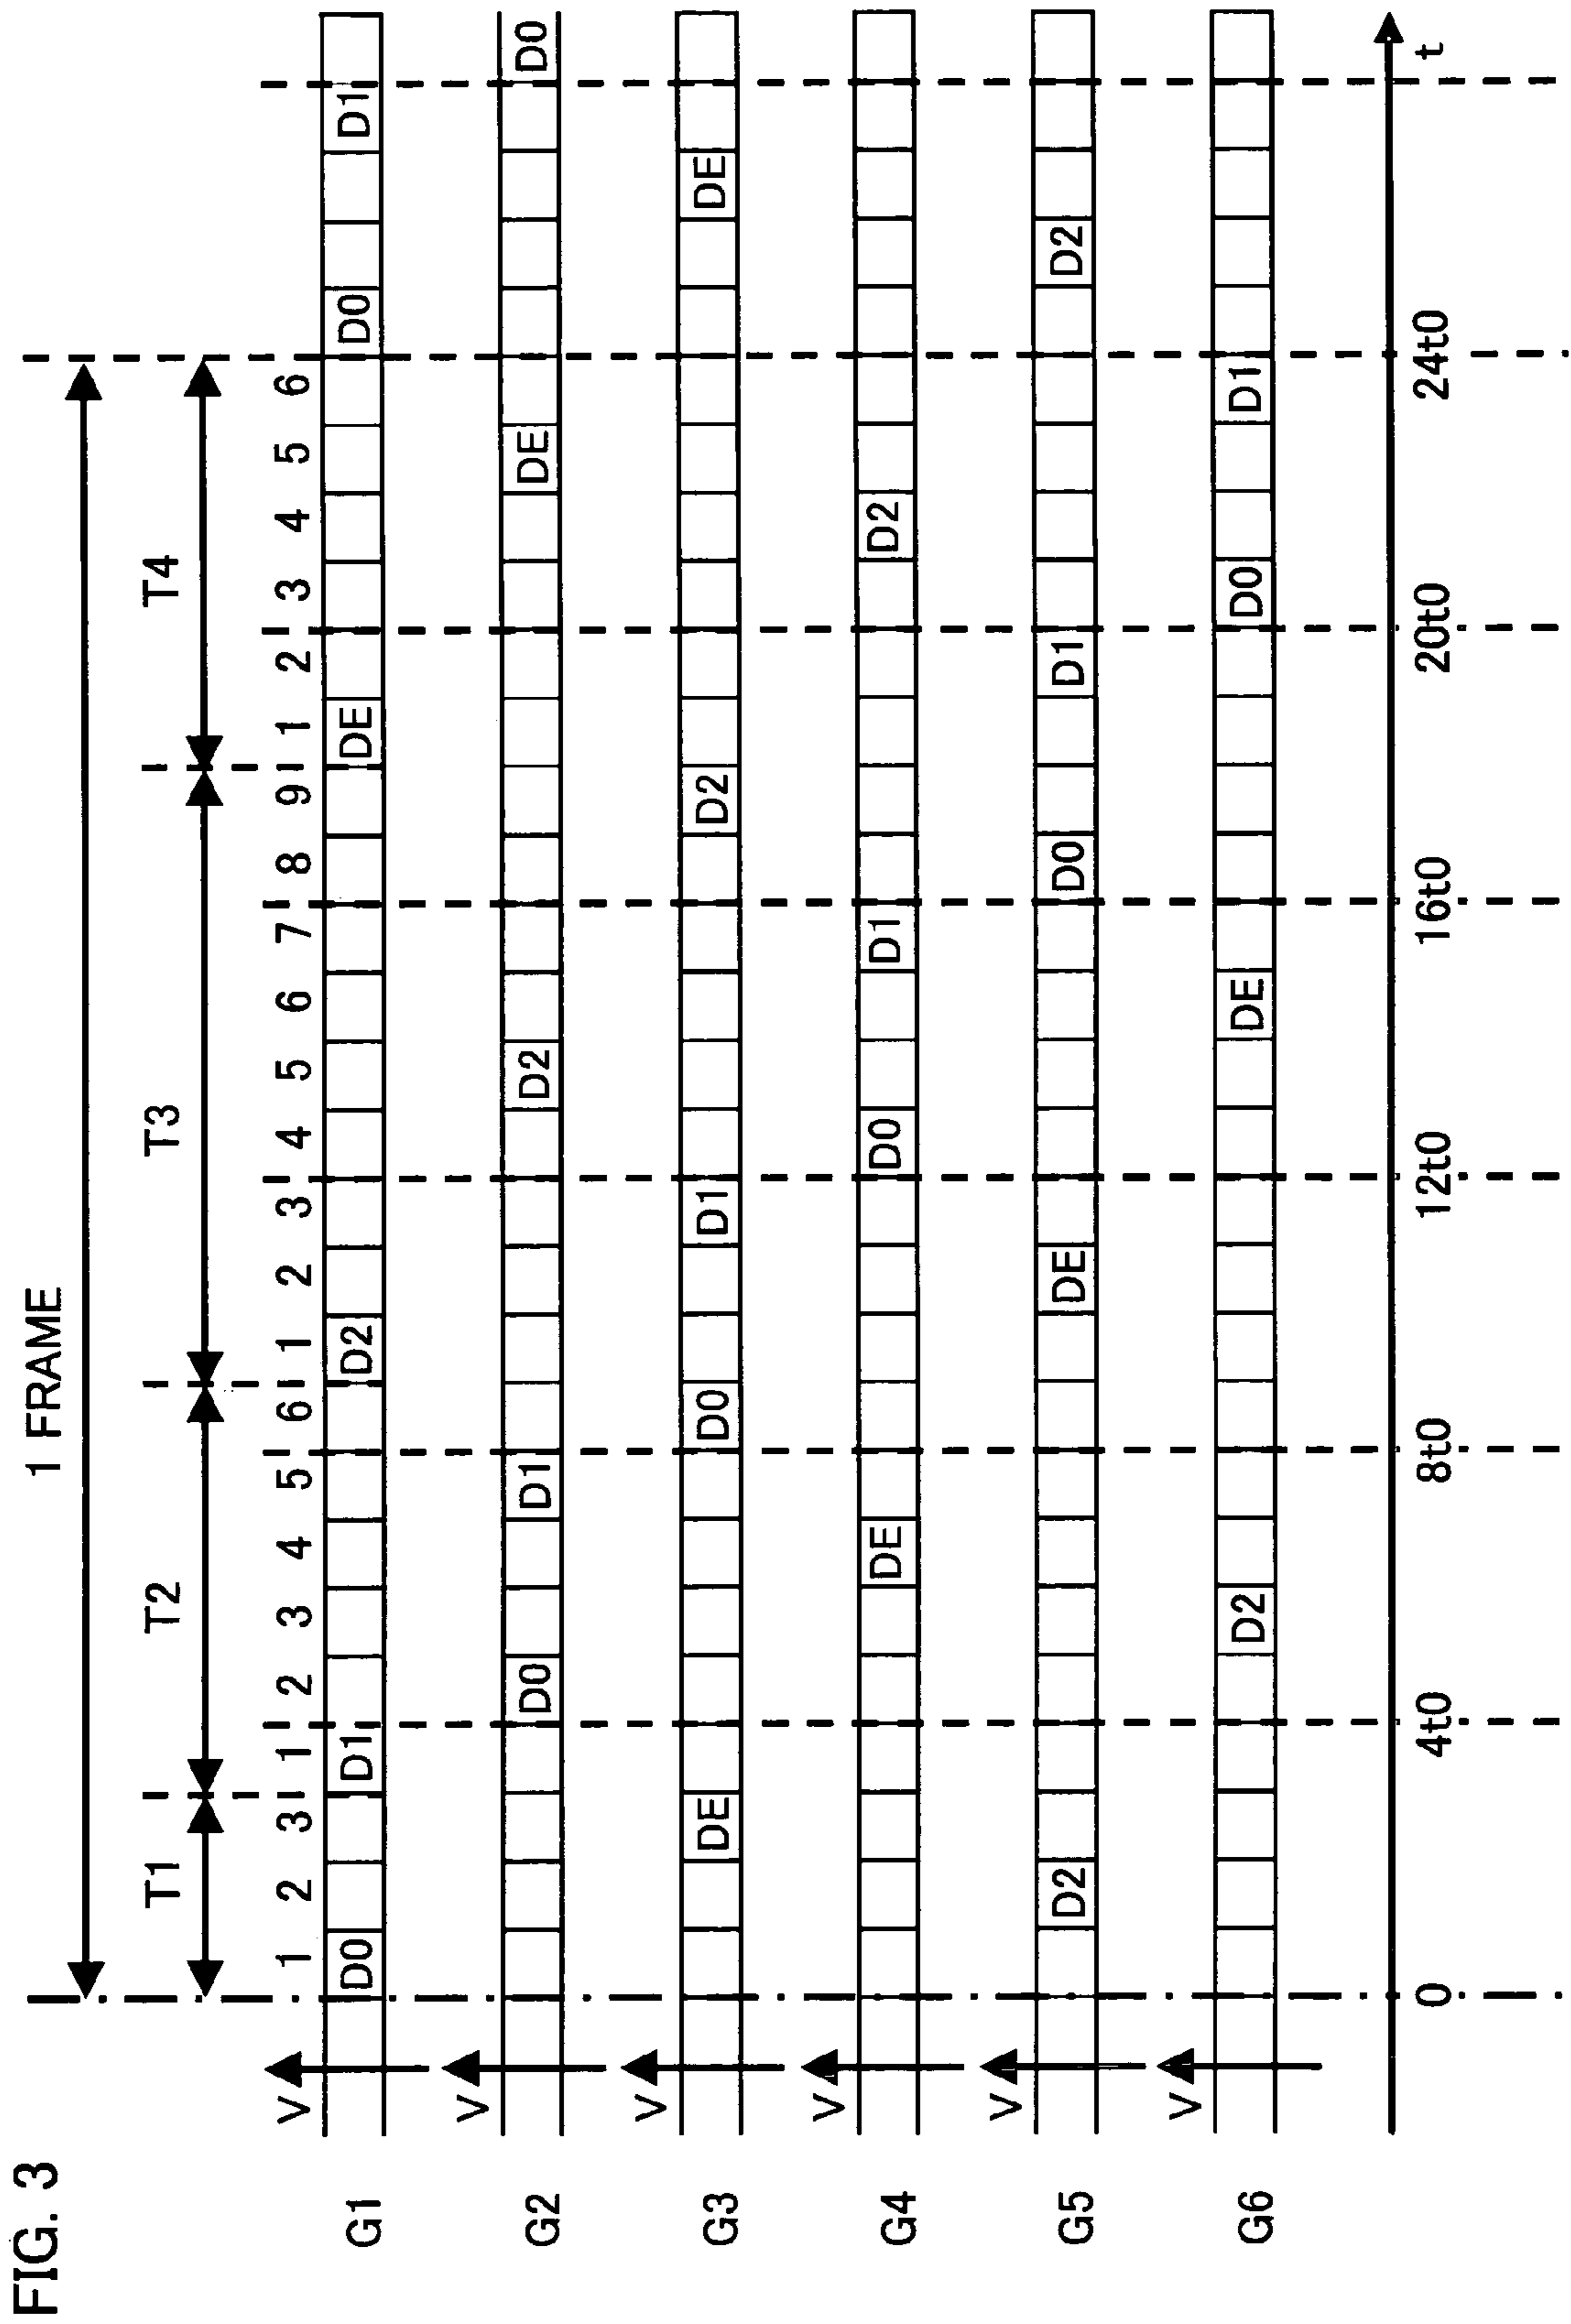 FIG. 3
1 FRAME
T1 T2 T3 T4
1 2 3 1 2 3 4 5 6 1 2 3 4 5 6 7 8 9 1 2 3 4 5 6
V
G1 D0 D1 D2 DE D0 D1
V
G2 D0 D1 D2 DE D0
V
G3 DE D0 D1 D2 DE
V
G4 DE D0 D1 D2
V
G5 D2 DE D0 D1 D2
V
G6 D2 DE D0 D1
0 4t0 8t0 12t0 16t0 20t0 24t0 t